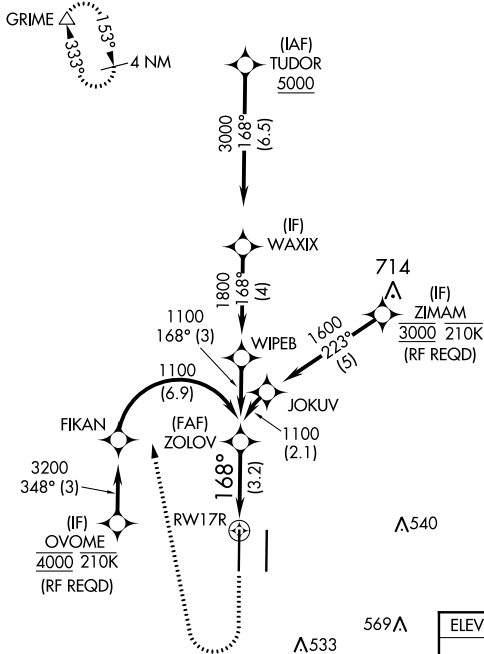 GRIME
153°
333°
4 NM
(IAF)
TUDOR
5000
3000
168°
(6.5)
(IF)
WAXIX
714
(IF)
ZIMAM
3000 210K
(RF REQD)
1800
168°
(4)
1600
223°
(5)
1100
168° (3)
WIPEB
1100
(6.9)
JOKUV
FIKAN
(FAF)
ZOLOV
1100
(2.1)
3200
348° (3)
168°
(3.2)
(IF)
OVOME
4000 210K
(RF REQD)
RW17R
540
569
533
ELEV